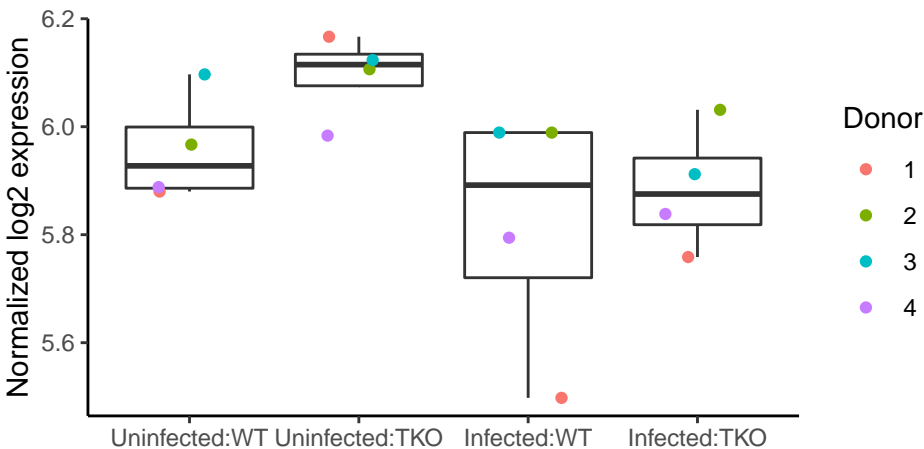 Normalized log2 expression
6.2
6.0
5.8
5.6
Uninfected:WT Uninfected:TKO Infected:WT Infected:TKO
Donor
1
2
3
4